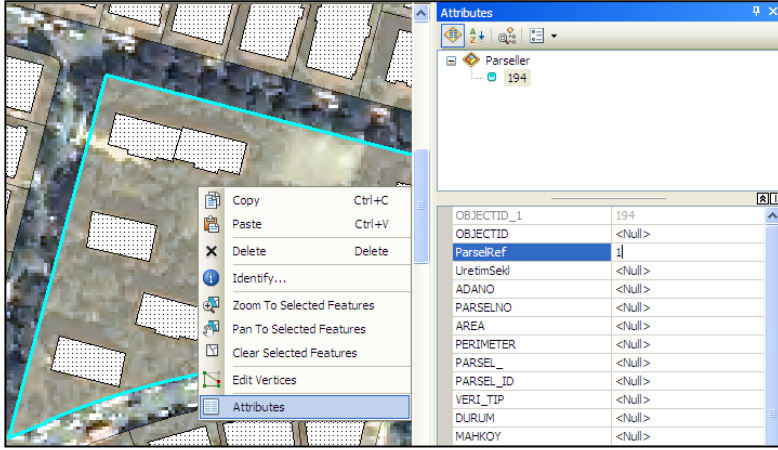 Copy Ctrl+C
Paste Ctrl+V
Delete Delete
Identify...
Zoom To Selected Features
Pan To Selected Features
Clear Selected Features
Edit Vertices
Attributes
Attributes
Parseller
194
OBJECTID_1 194
OBJECTID <Null>
ParselRef 1
UretimSekl <Null>
ADANO <Null>
PARSELNO <Null>
AREA <Null>
PERIMETER <Null>
PARSEL_ <Null>
PARSEL_ID <Null>
VERI_TIP <Null>
DURUM <Null>
MAHKOY <Null>